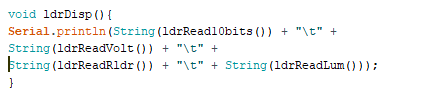 void ldrDisp(){
Serial.println(String(ldrRead10bits()) + "\t" +
String(ldrReadVolt()) + "\t" +
String(ldrReadRldr()) + "\t" + String(ldrReadLum()));
}